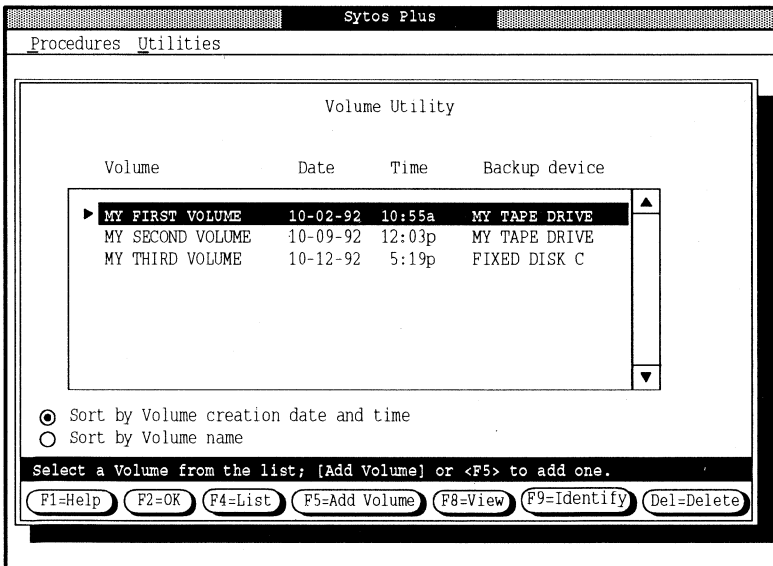 Sytos Plus
Procedures Utilities
Volume Utility
Volume Date Time Backup device
MY FIRST VOLUME 10-02-92 10:55a MY TAPE DRIVE
MY SECOND VOLUME 10-09-92 12:03p MY TAPE DRIVE
MY THIRD VOLUME 10-12-92 5:19p FIXED DISK C
Sort by Volume creation date and time
Sort by Volume name
Select a Volume from the list; [Add Volume] or <F5> to add one.
F1=Help F2=OK F4=List F5=Add Volume F8=View F9=Identify Del=Delete